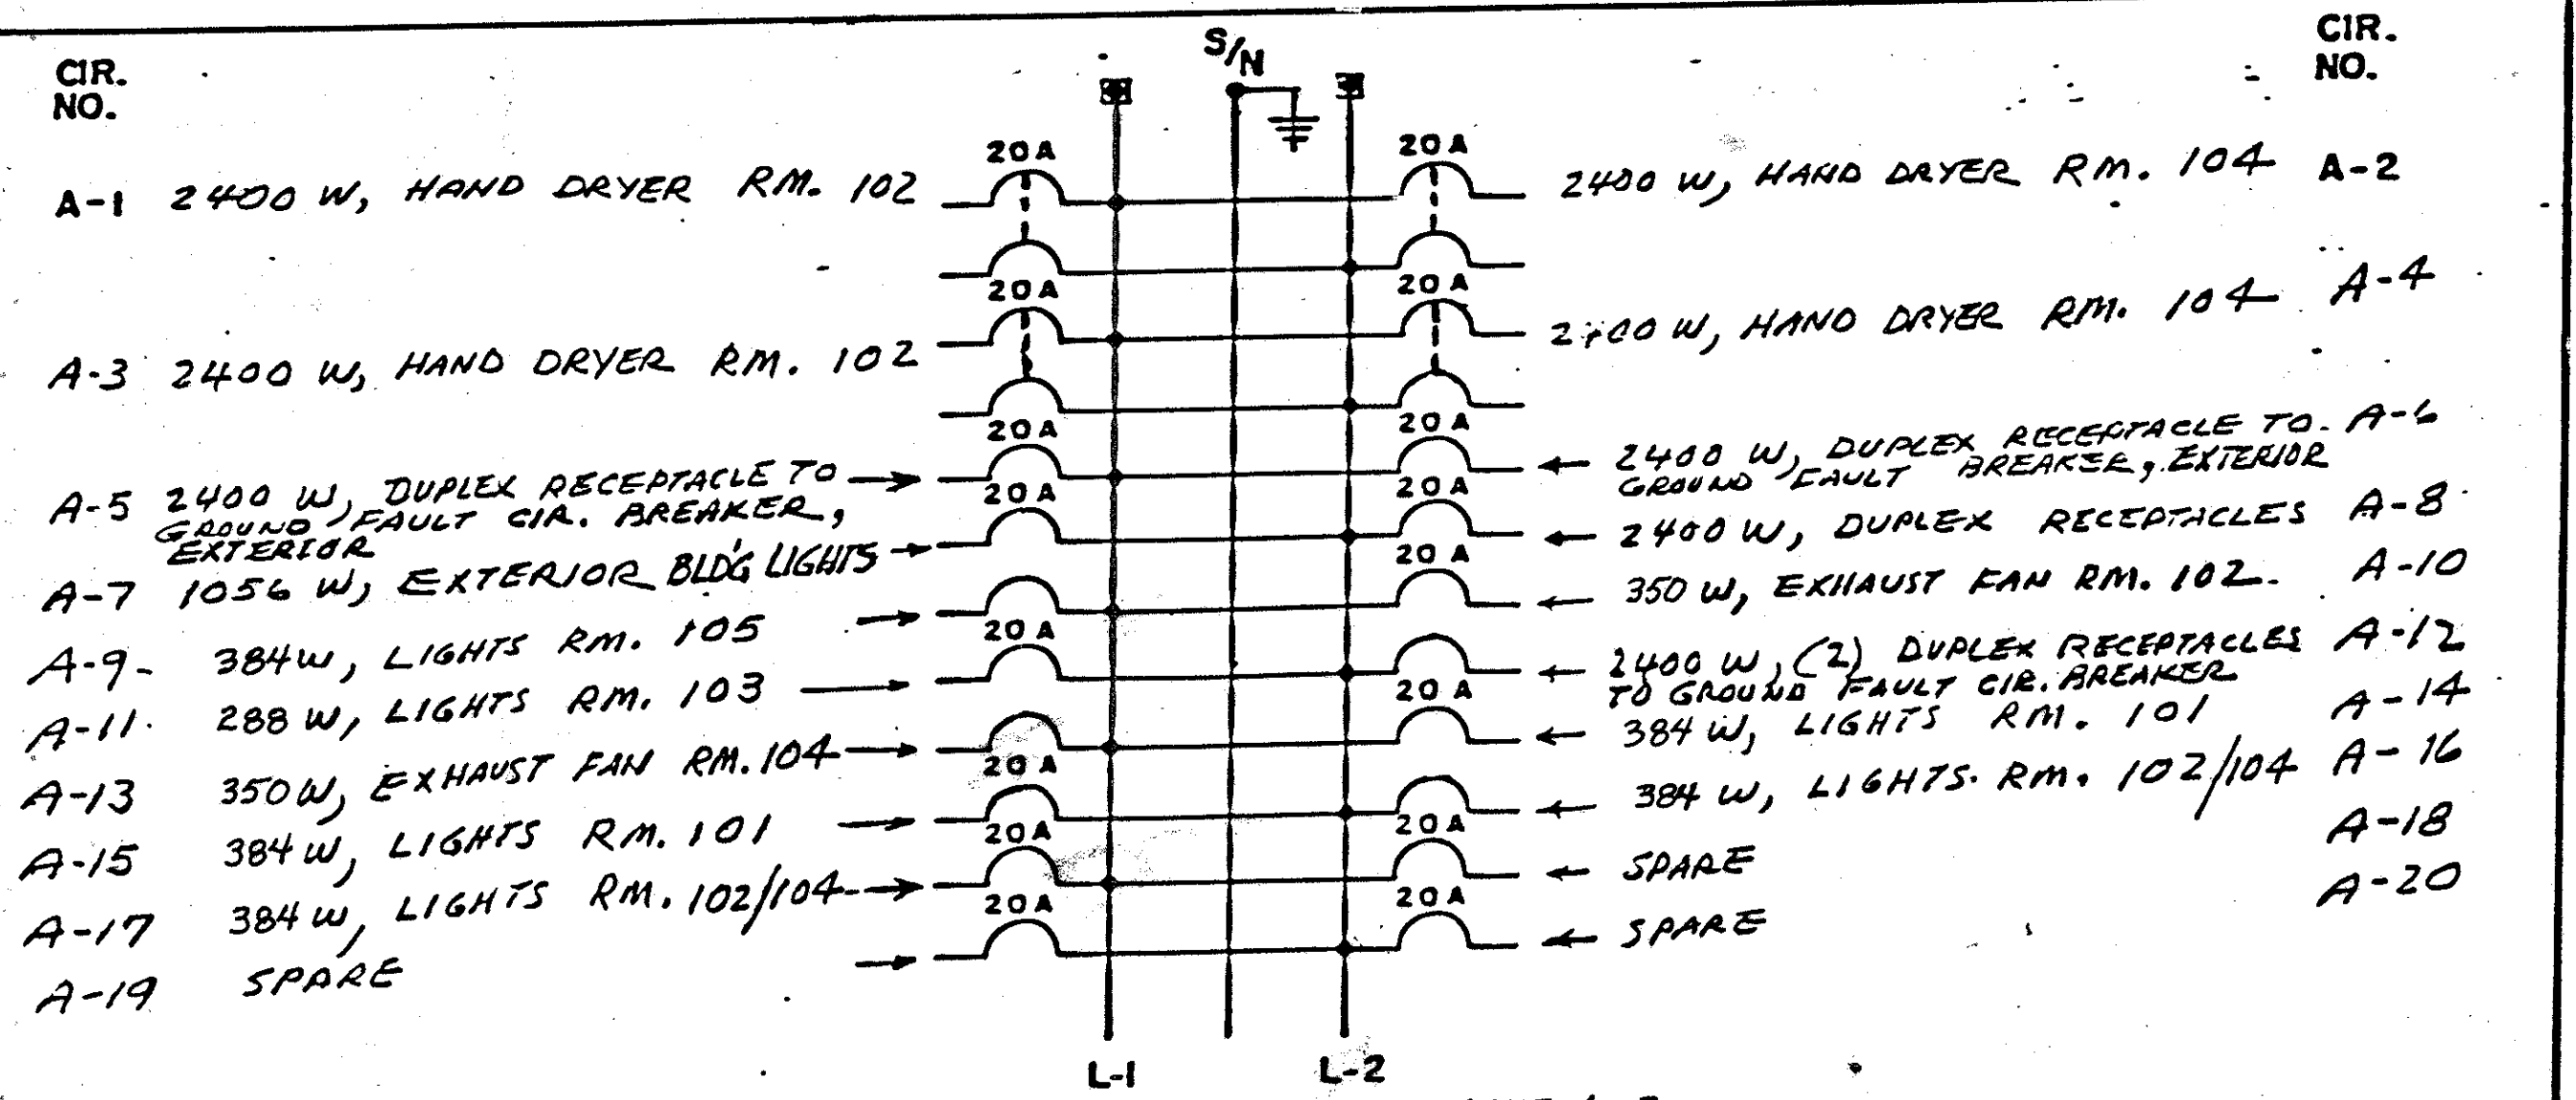 CIR.
NO.
S/N
CIR.
NO.
20A
20A
A-1 2400 W, HAND DRYER RM. 102
2400 W, HAND DRYER RM. 104 A-2
20A
20A
A-3 2400 W, HAND DRYER RM. 102
W, HAND DRYER RM. 104 A-4
20A
20A
A-5 2400 W, DUPLEX RECEPTACLE TO
GROUND FAULT CIR. BREAKER,
EXTERIOR
2400 W, DUPLEX RECEPTACLE TO. A-6
GROUND FAULT BREAKER, EXTERIOR
20A
20A
A-7 1056 W, EXTERIOR BLD'G LIGHTS
2400 W, DUPLEX RECEPTACLES A-8
20A
A-9- 384W, LIGHTS RM. 105
350 W, EXHAUST FAN RM. 102. A-10
20A
A-11. 288 W, LIGHTS RM. 103
2400 W, (2) DUPLEX RECEPTACLES A-12
TO GROUND FAULT CIR. BREAKER
20A
A-13 350W, EXHAUST FAN RM. 104
384 W, LIGHTS RM. 101 A-14
20A
A-15 384 W, LIGHTS RM. 101
384 W, LIGHTS. RM. 102/104 A-16
20A
20A
A-17 384 W, LIGHTS RM. 102/104
SPARE A-18
20A
20A
A-19 SPARE
SPARE A-20
L-1
L-2